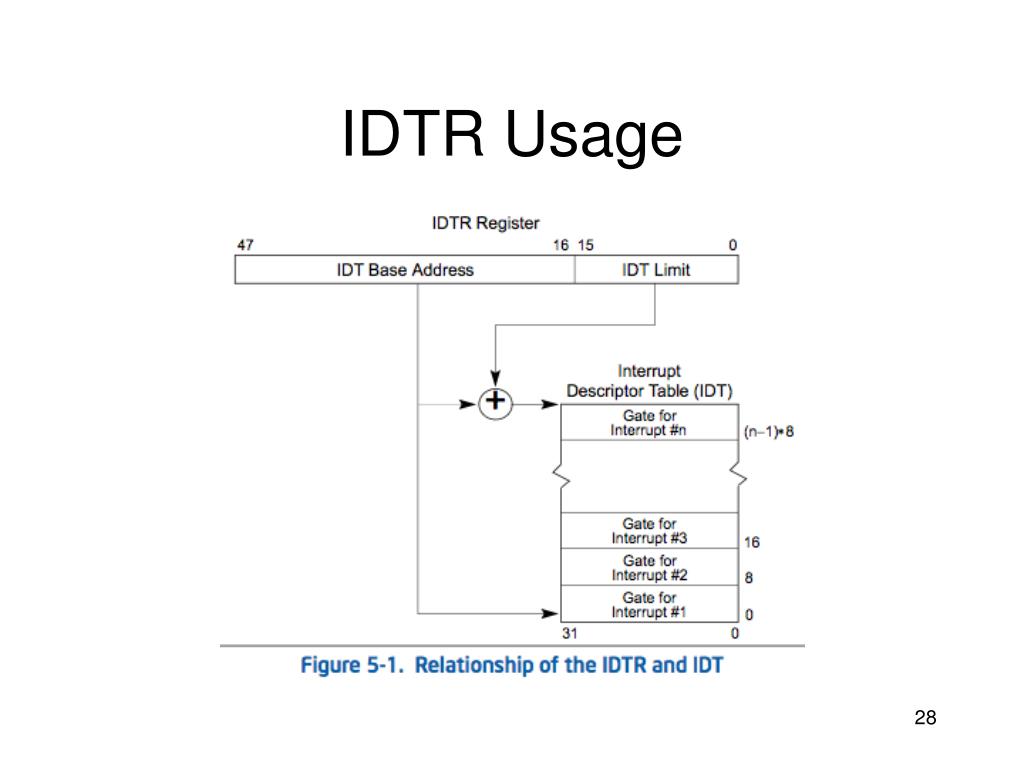 IDTR Usage
IDTR Register
47 16 15 0
IDT Base Address IDT Limit
+
Interrupt
Descriptor Table (IDT)
Gate for
Interrupt #n
(n–1)*8
Gate for
Interrupt #3
16
Gate for
Interrupt #2
8
Gate for
Interrupt #1
0
31 0
Figure 5-1. Relationship of the IDTR and IDT
28